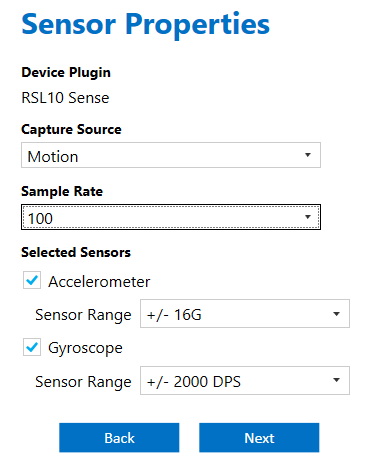 Sensor Properties
Device Plugin
RSL10 Sense
Capture Source
Motion
Sample Rate
100
Selected Sensors
Accelerometer
Sensor Range +/- 16G
Gyroscope
Sensor Range +/- 2000 DPS
Back Next